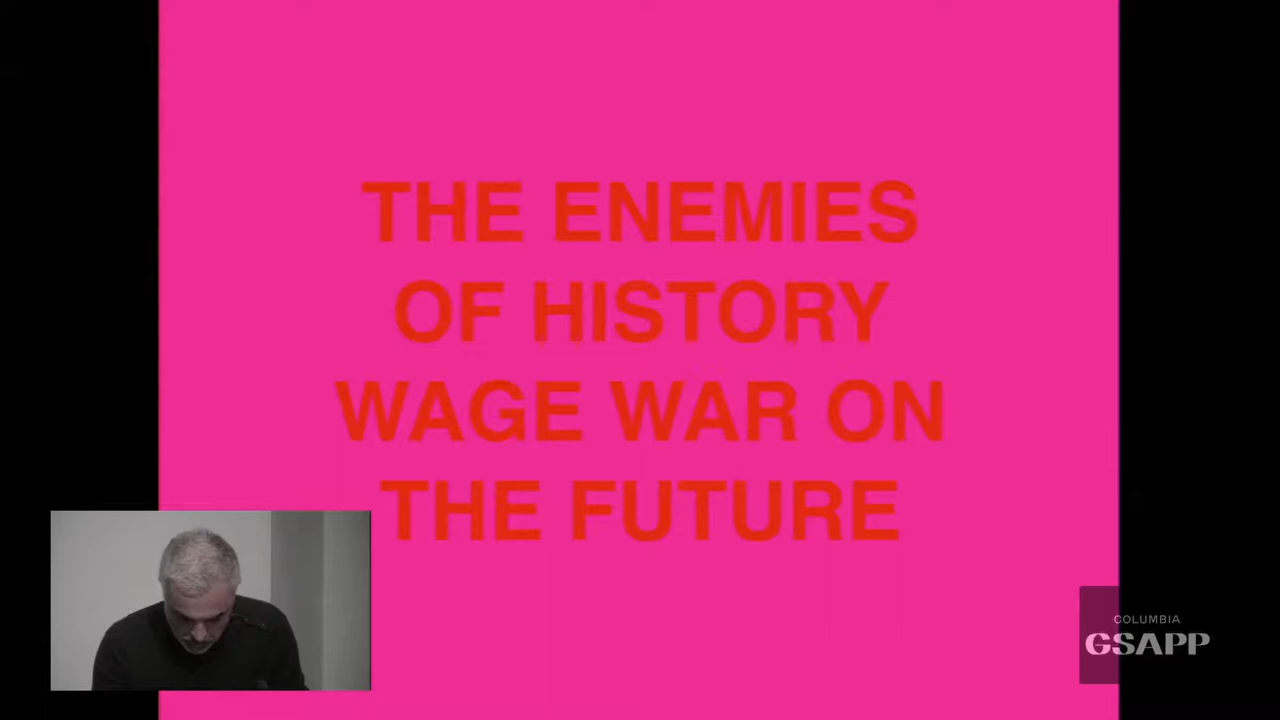 THE ENEMIES
OF HISTORY
WAGE WAR ON
THE FUTURE
COLUMBIA
GSAPP